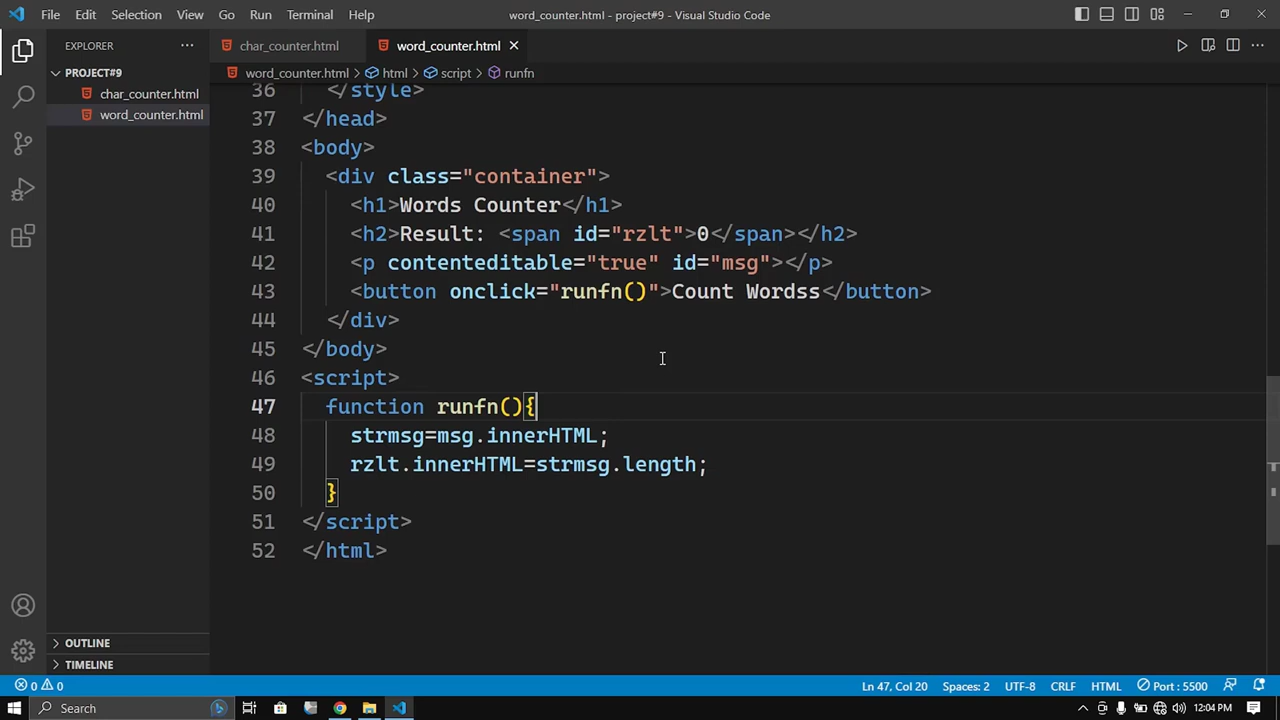 File Edit Selection View Go Run Terminal Help word_counter.html - project#9 - Visual Studio Code
EXPLORER
char_counter.html word_counter.html
PROJECT#9
char_counter.html
word_counter.html
word_counter.html > html > script > runfn
36 </style>
37 </head>
38 <body>
39 <div class="container">
40 <h1>Words Counter</h1>
41 <h2>Result: <span id="rzlt">0</span></h2>
42 <p contenteditable="true" id="msg"></p>
43 <button onclick="runfn()">Count Wordss</button>
44 </div>
45 </body>
46 <script>
47 function runfn(){
48 strmsg=msg.innerHTML;
49 rzlt.innerHTML=strmsg.length;
50 }
51 </script>
52 </html>
OUTLINE
TIMELINE
0 0 Ln 47, Col 20 Spaces: 2 UTF-8 CRLF HTML Port : 5500
Search 12:04 PM